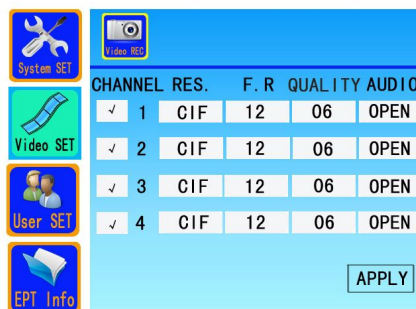 System SET
Video REC
CHANNEL RES. F.R QUALITY AUDIO
√ 1 CIF 12 06 OPEN
Video SET
√ 2 CIF 12 06 OPEN
√ 3 CIF 12 06 OPEN
User SET
√ 4 CIF 12 06 OPEN
APPLY
EPT Info